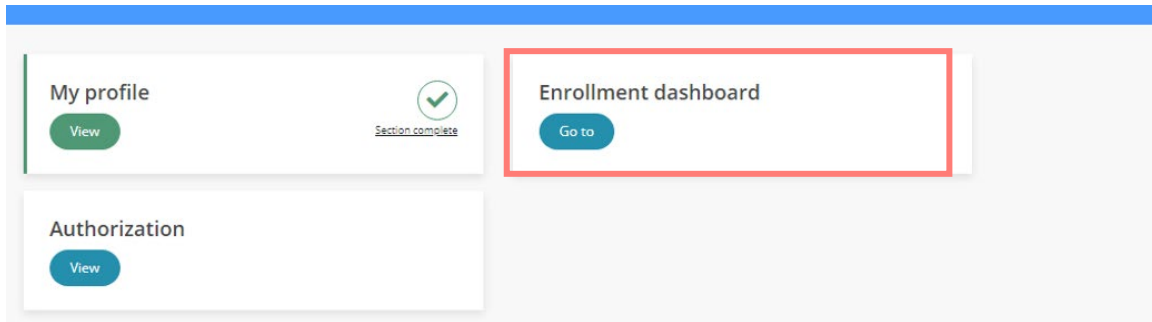 My profile
View
Section complete
Enrollment dashboard
Go to
Authorization
View